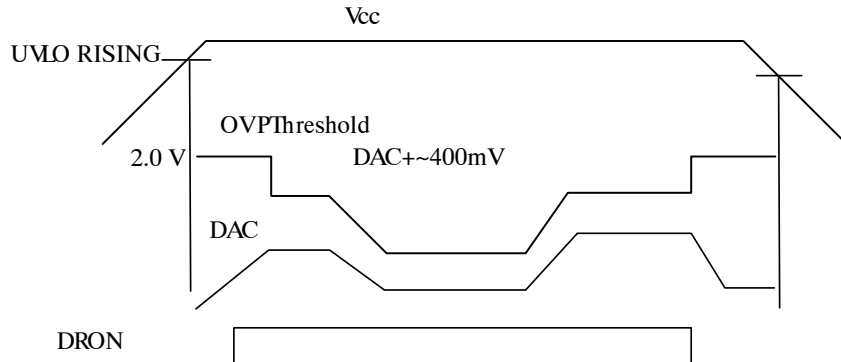 Vcc
UVLO RISING
OVPThreshold
2.0 V
DAC+~400mV
DAC
DRON